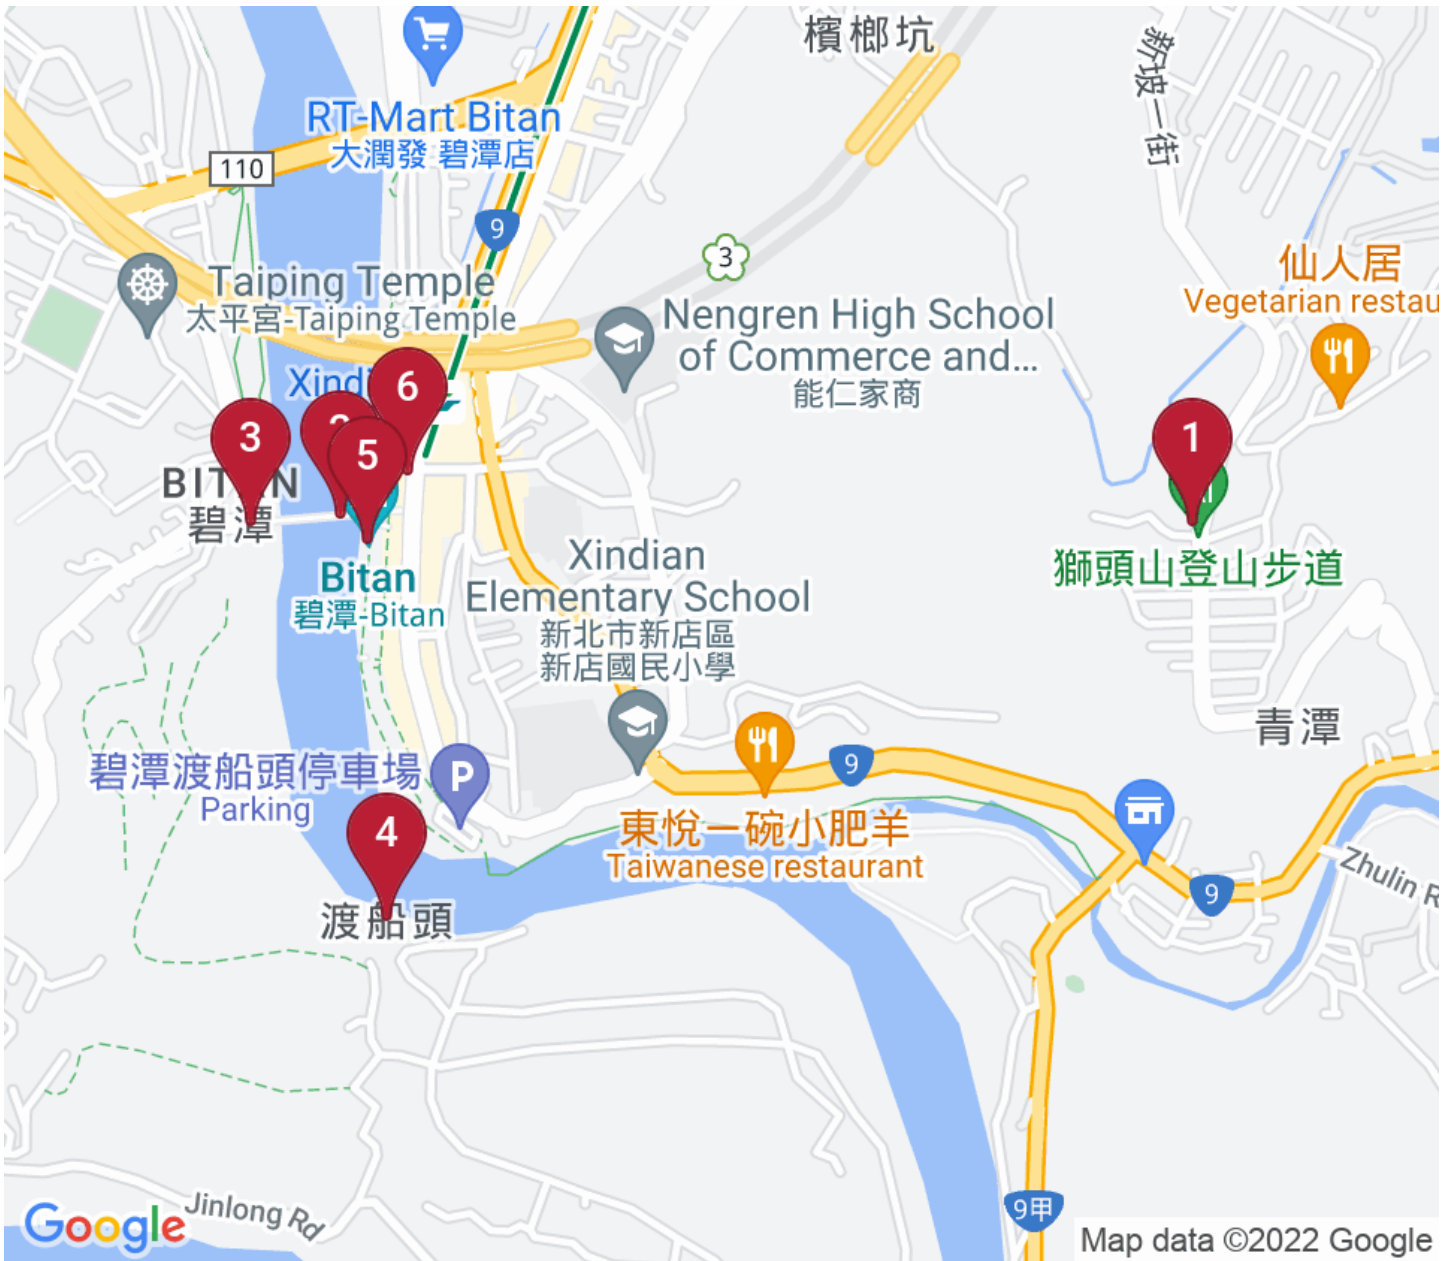 檳榔坑
新坡一街
RT-Mart Bitan
大潤發 碧潭店
110
9
3
Taiping Temple
太平宮-Taiping Temple
仙人居
Vegetarian restau
Nengren High School
of Commerce and...
能仁家商
Xindi
6
3
5
1
BITAN
碧潭
Bitan
碧潭-Bitan
Xindian
Elementary School
新北市新店區
新店國民小學
獅頭山登山步道
青潭
碧潭渡船頭停車場
Parking
P
9
4
渡船頭
東悅一碗小肥羊
Taiwanese restaurant
9
Zhulin R
Jinlong Rd
9甲
Google
Map data ©2022 Google